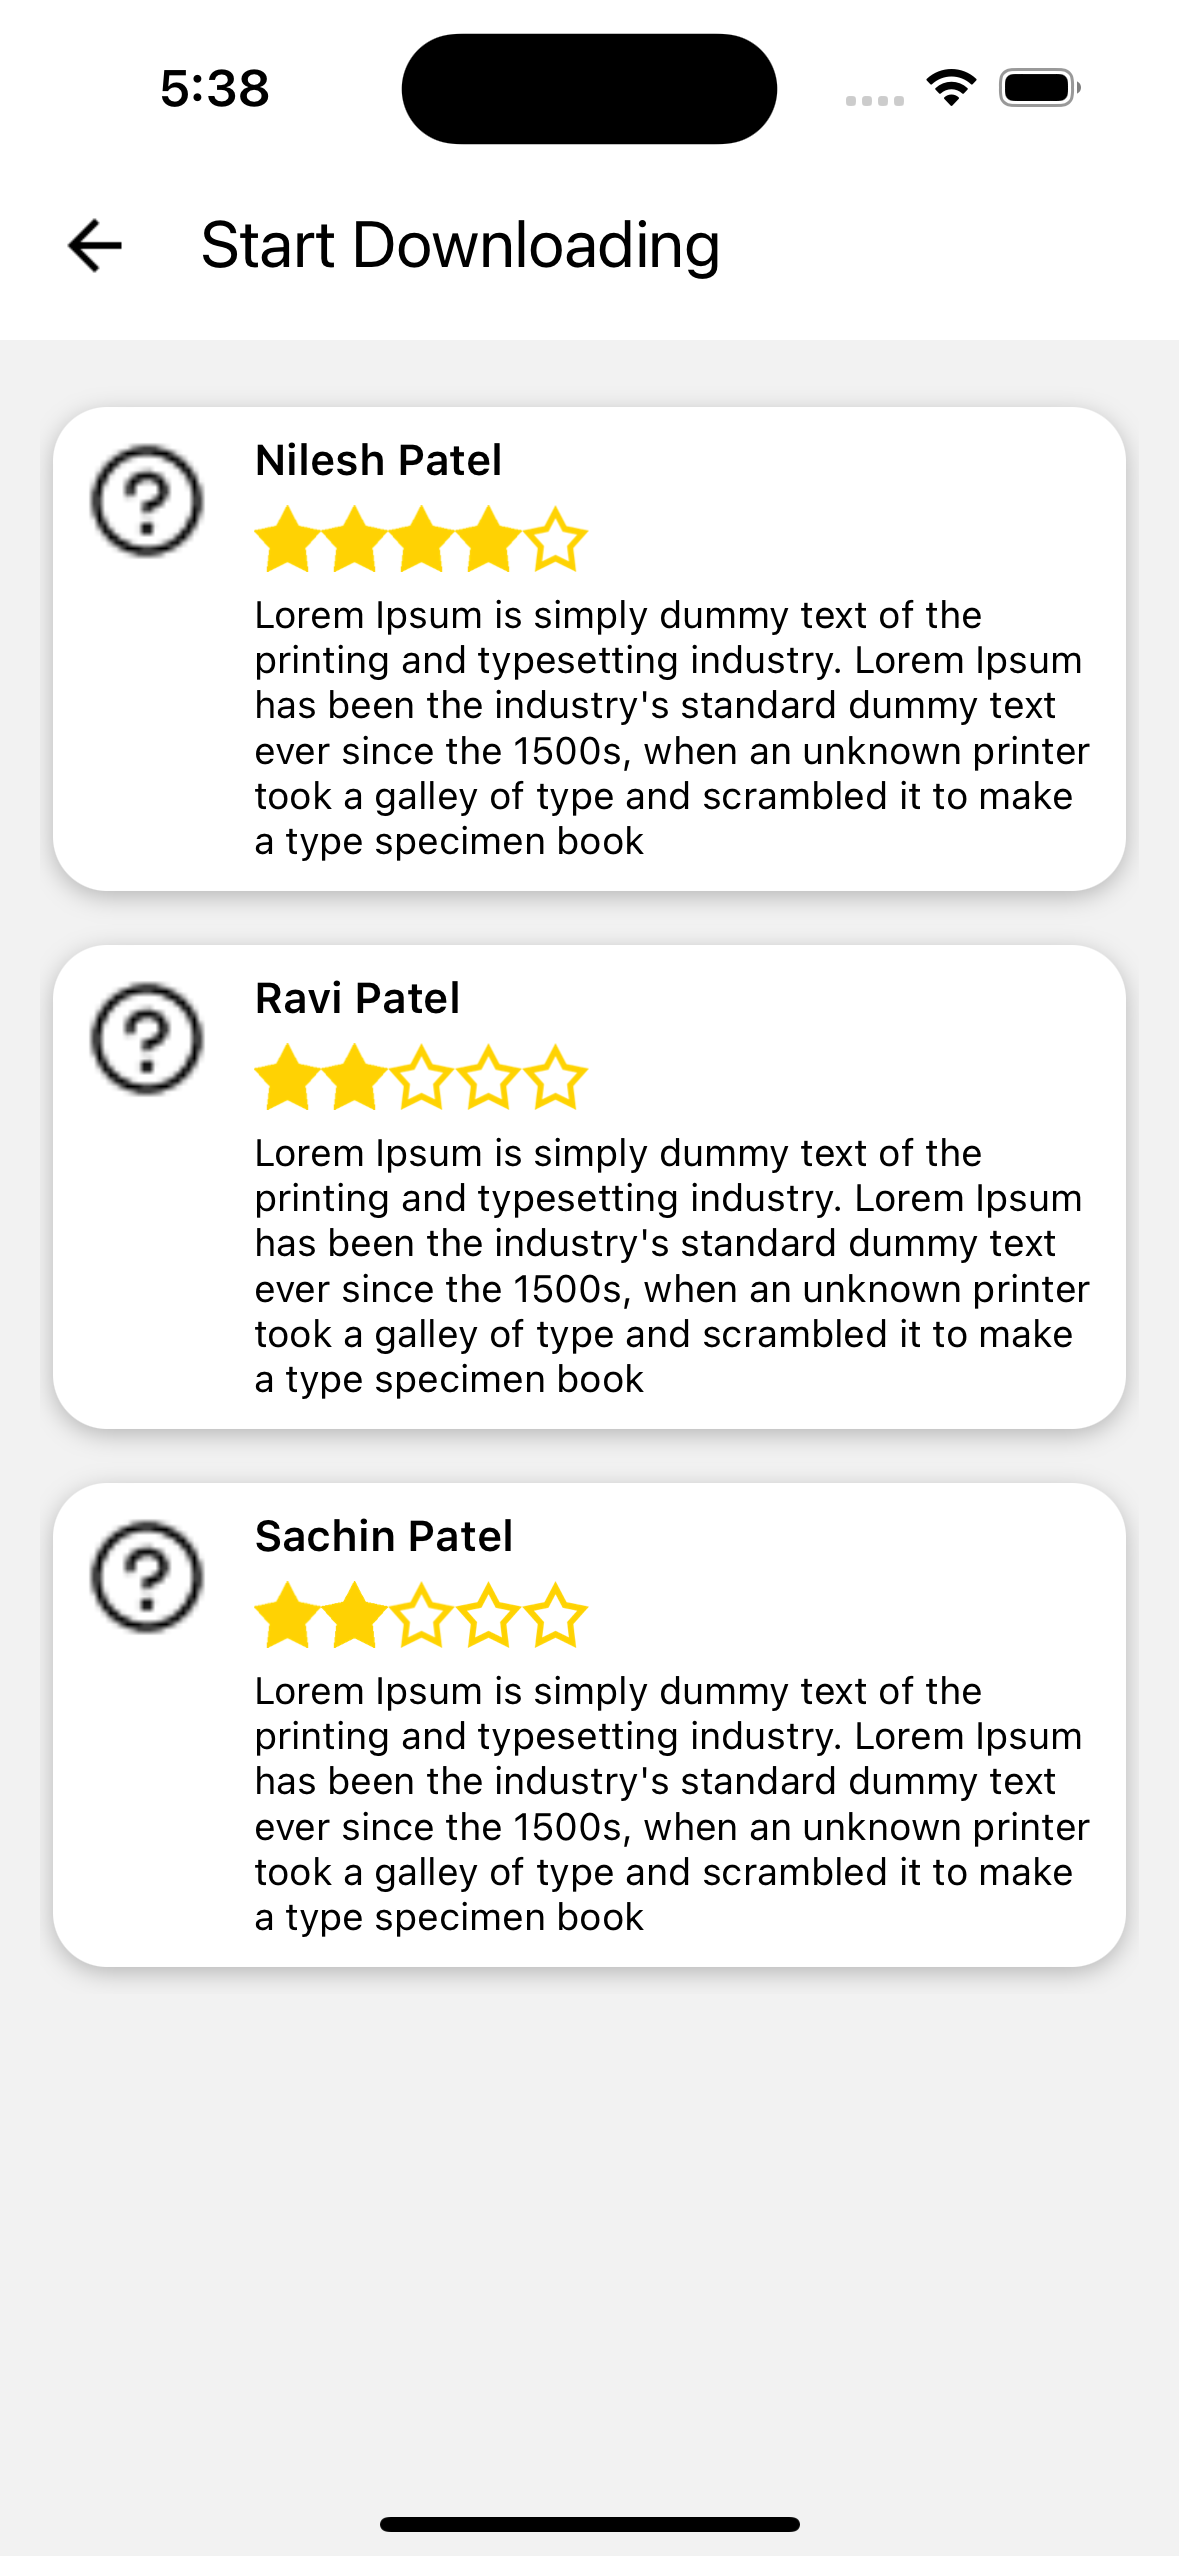 5:38
Start Downloading
Nilesh Patel
Lorem Ipsum is simply dummy text of the
printing and typesetting industry. Lorem Ipsum
has been the industry's standard dummy text
ever since the 1500s, when an unknown printer
took a galley of type and scrambled it to make
a type specimen book
Ravi Patel
Lorem Ipsum is simply dummy text of the
printing and typesetting industry. Lorem Ipsum
has been the industry's standard dummy text
ever since the 1500s, when an unknown printer
took a galley of type and scrambled it to make
a type specimen book
Sachin Patel
Lorem Ipsum is simply dummy text of the
printing and typesetting industry. Lorem Ipsum
has been the industry's standard dummy text
ever since the 1500s, when an unknown printer
took a galley of type and scrambled it to make
a type specimen book